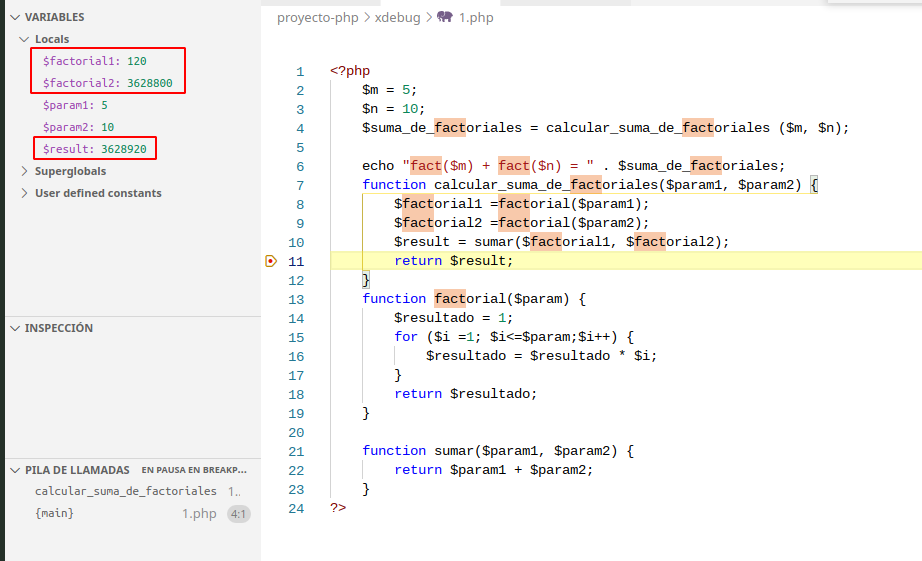 VARIABLES
Locals
$factorial1: 120
$factorial2: 3628800
$param1: 5
$param2: 10
$result: 3628920
Superglobals
User defined constants
INSPECCIÓN
PILA DE LLAMADAS EN PAUSA EN BREAKP...
calcular_suma_de_factoriales 1..
{main} 1.php 4:1
proyecto-php > xdebug > 1.php
1 <?php
2 $m = 5;
3 $n = 10;
4 $suma_de_factoriales = calcular_suma_de_factoriales ($m, $n);
5
6 echo "fact($m) + fact($n) = " . $suma_de_factoriales;
7 function calcular_suma_de_factoriales($param1, $param2) {
8 $factorial1 =factorial($param1);
9 $factorial2 =factorial($param2);
10 $result = sumar($factorial1, $factorial2);
11 return $result;
12 }
13 function factorial($param) {
14 $resultado = 1;
15 for ($i =1; $i<=$param;$i++) {
16 $resultado = $resultado * $i;
17 }
18 return $resultado;
19 }
20
21 function sumar($param1, $param2) {
22 return $param1 + $param2;
23 }
24 ?>